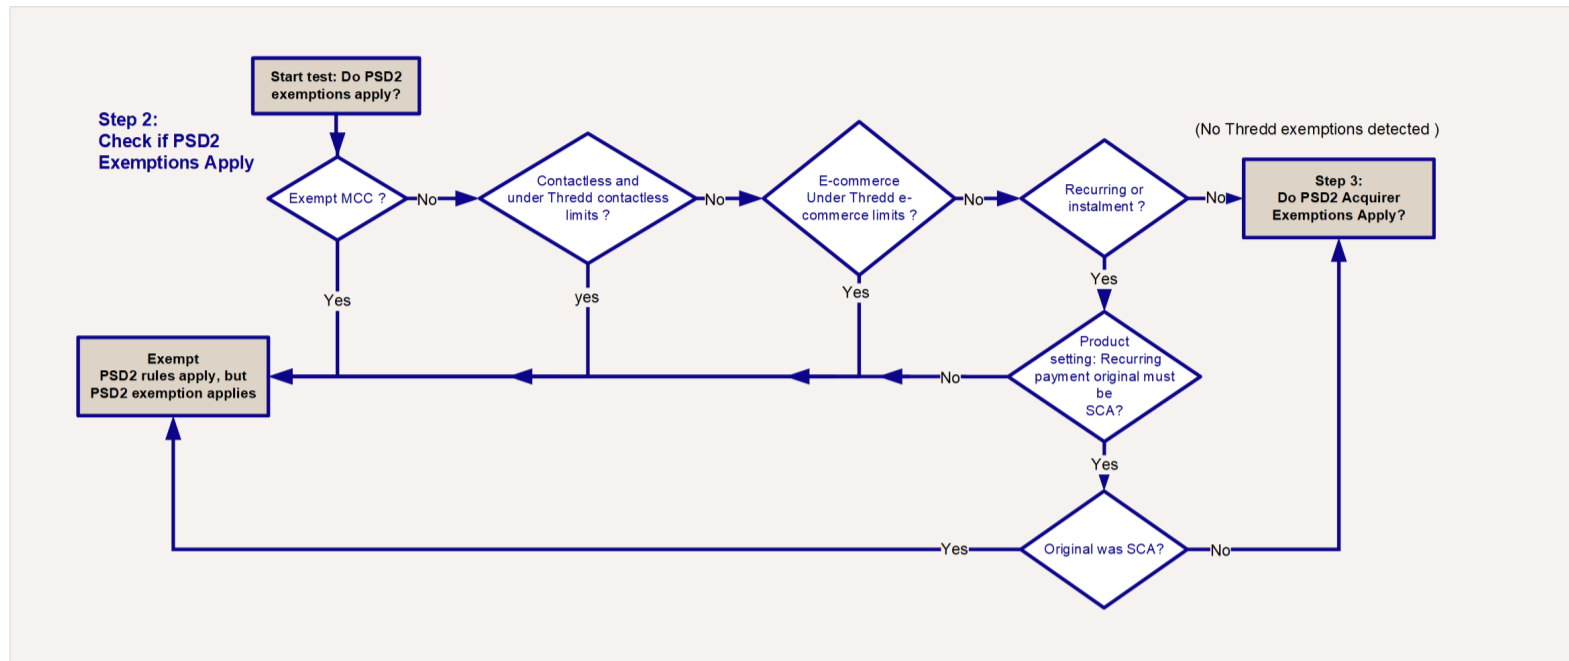 Start test: Do PSD2
exemptions apply?
Step 2:
Check if PSD2
Exemptions Apply
(No Thredd exemptions detected )
Exempt MCC ?
No
Contactless and
under Thredd contactless
limits ?
No
E-commerce
Under Thredd e-
commerce limits ?
No
Recurring or
instalment ?
No
Step 3:
Do PSD2 Acquirer
Exemptions Apply?
Yes
yes
Yes
Yes
Exempt
PSD2 rules apply, but
PSD2 exemption applies
No
Product
setting: Recurring
payment original must
be
SCA?
Yes
Yes
Original was SCA?
No